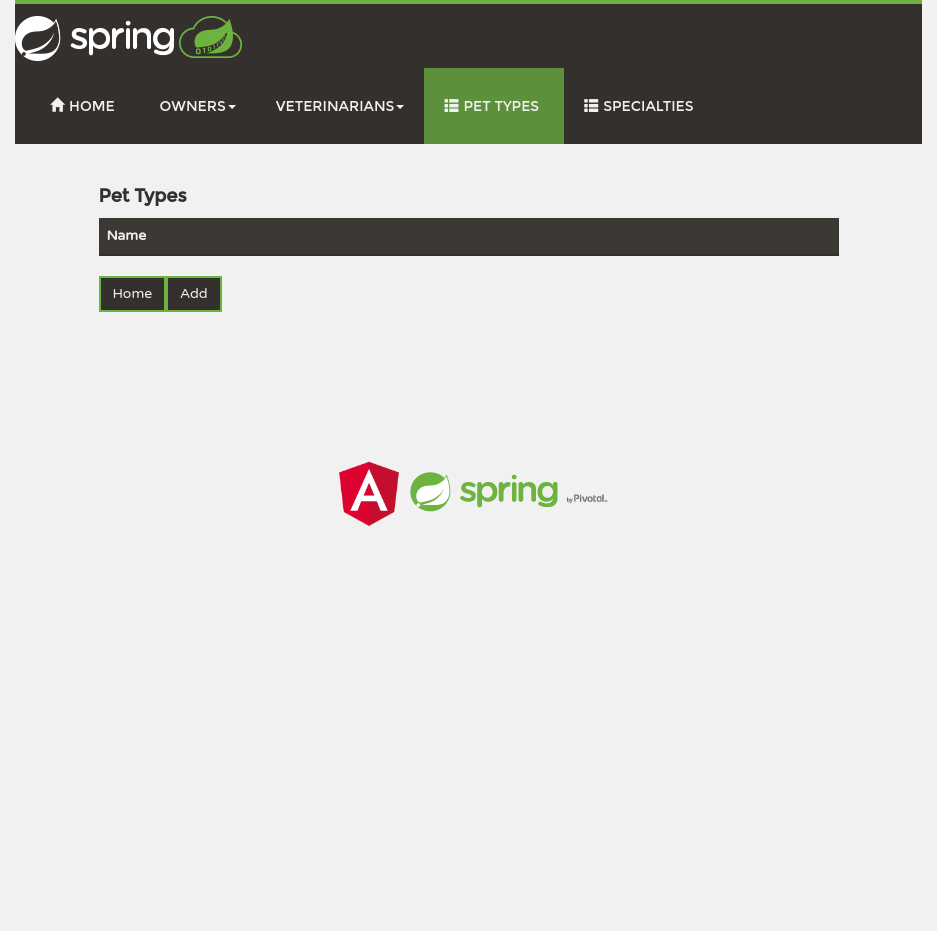 spring
HOME OWNERS VETERINARIANS PET TYPES SPECIALTIES
Pet Types
Name
Home Add
spring by Pivotal.